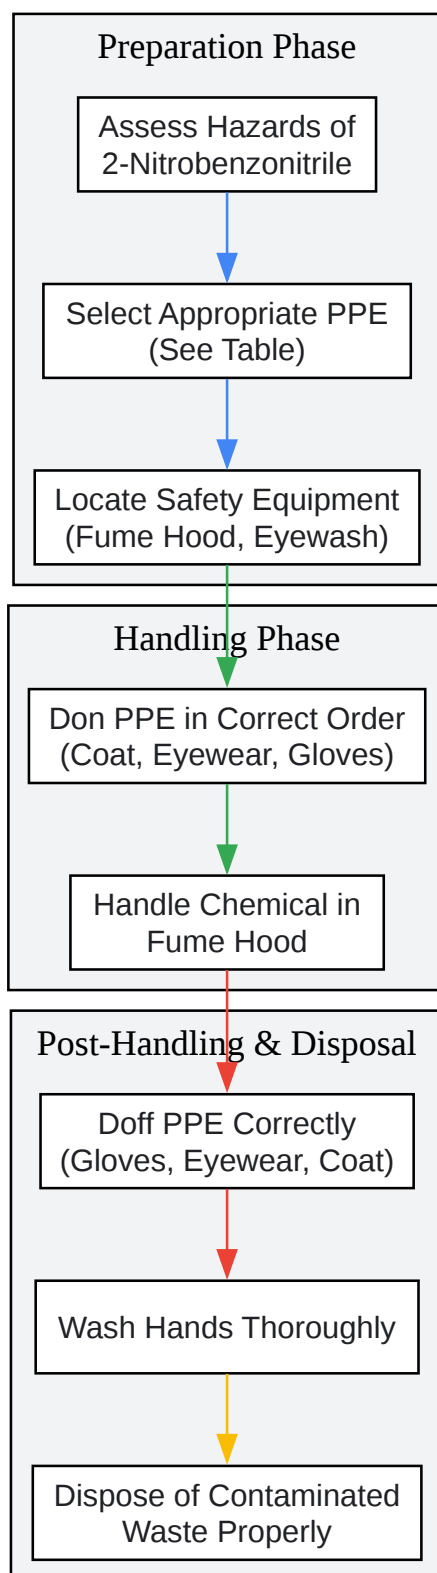 Preparation Phase
Assess Hazards of
2-Nitrobenzonitrile
Select Appropriate PPE
(See Table)
Locate Safety Equipment
(Fume Hood, Eyewash)
Handling Phase
Don PPE in Correct Order
(Coat, Eyewear, Gloves)
Handle Chemical in
Fume Hood
Post-Handling & Disposal
Doff PPE Correctly
(Gloves, Eyewear, Coat)
Wash Hands Thoroughly
Dispose of Contaminated
Waste Properly